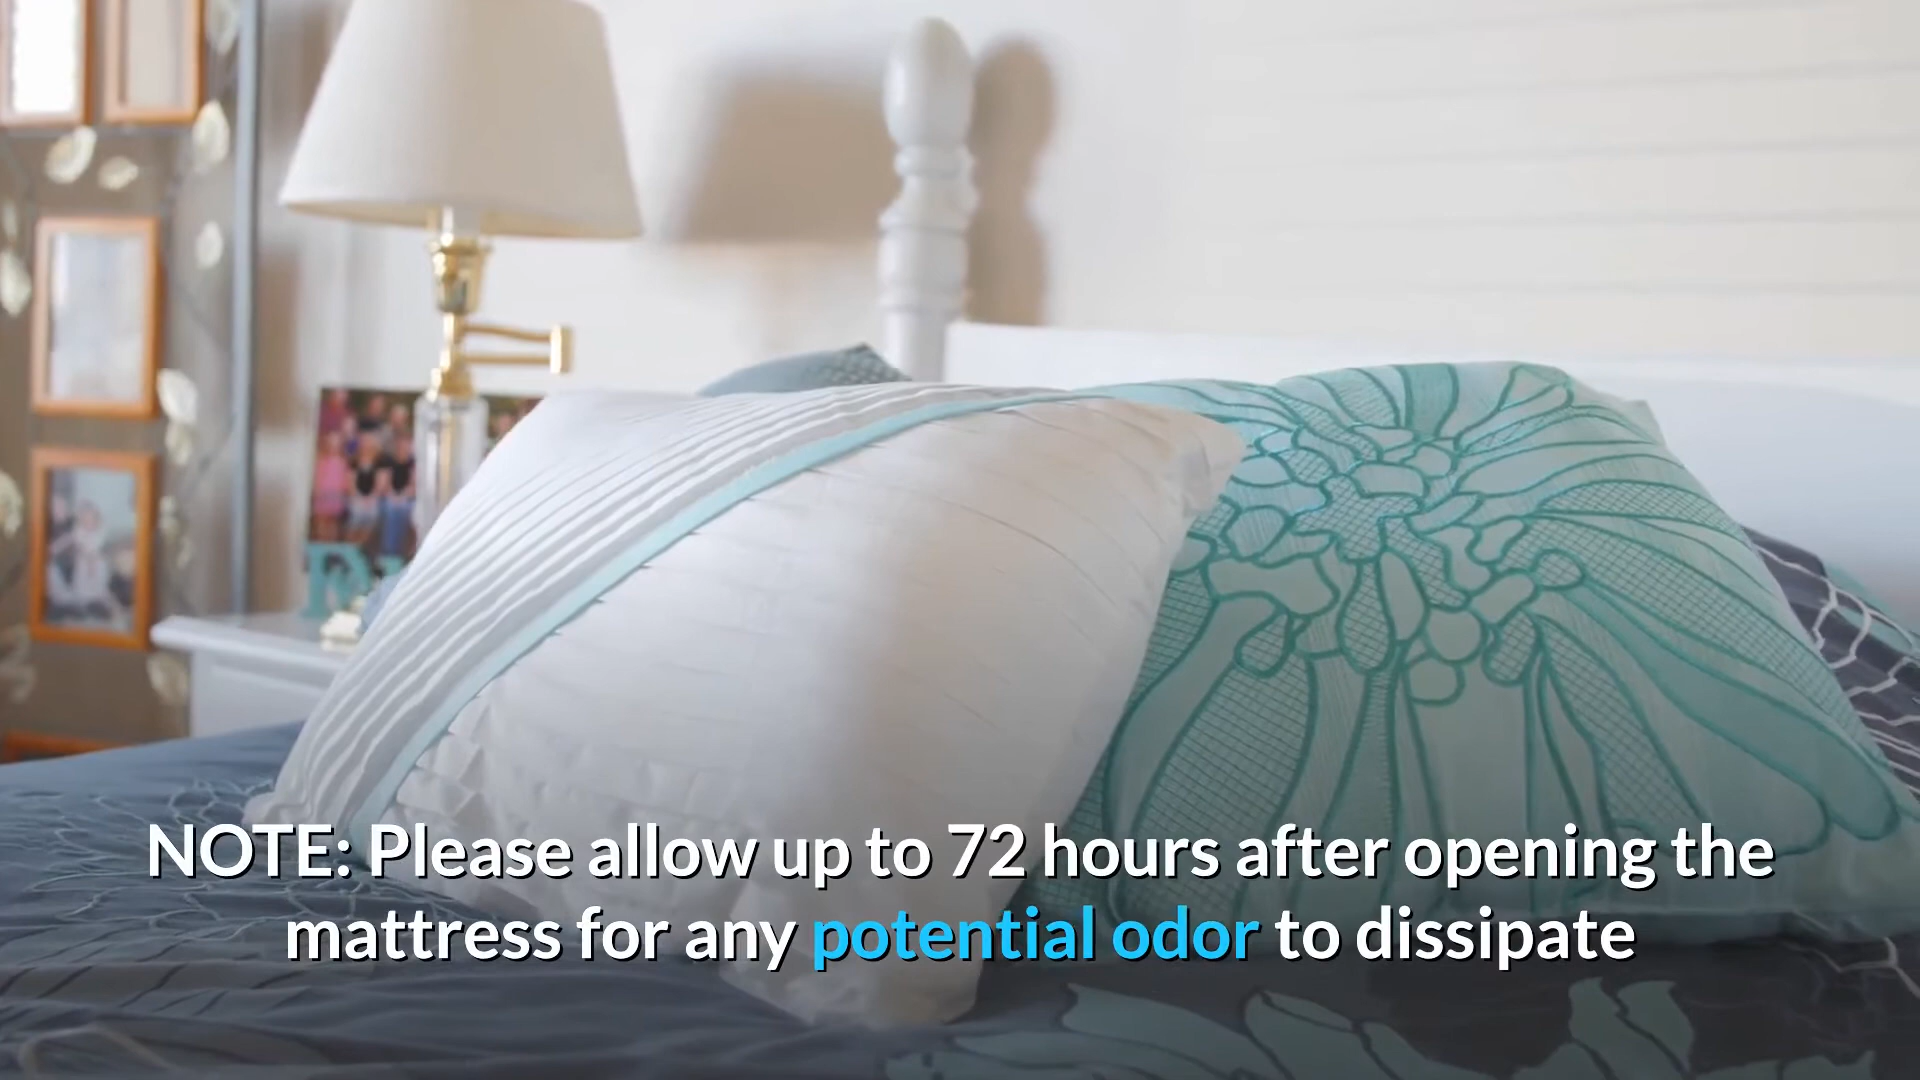 NOTE: Please allow up to 72 hours after opening the
mattress for any potential odor to dissipate